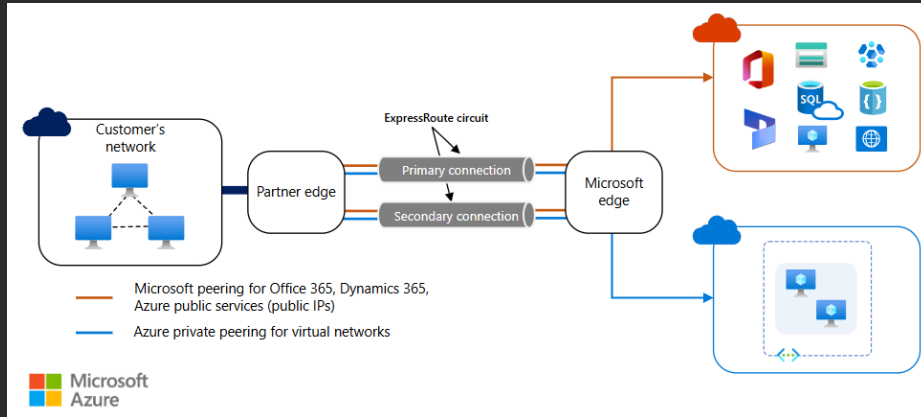 ExpressRoute circuit
Customer's
network
Partner edge
Primary connection
Secondary connection
Microsoft
edge
SQL
{ }
Microsoft peering for Office 365, Dynamics 365,
Azure public services (public IPs)
Azure private peering for virtual networks
Microsoft
Azure